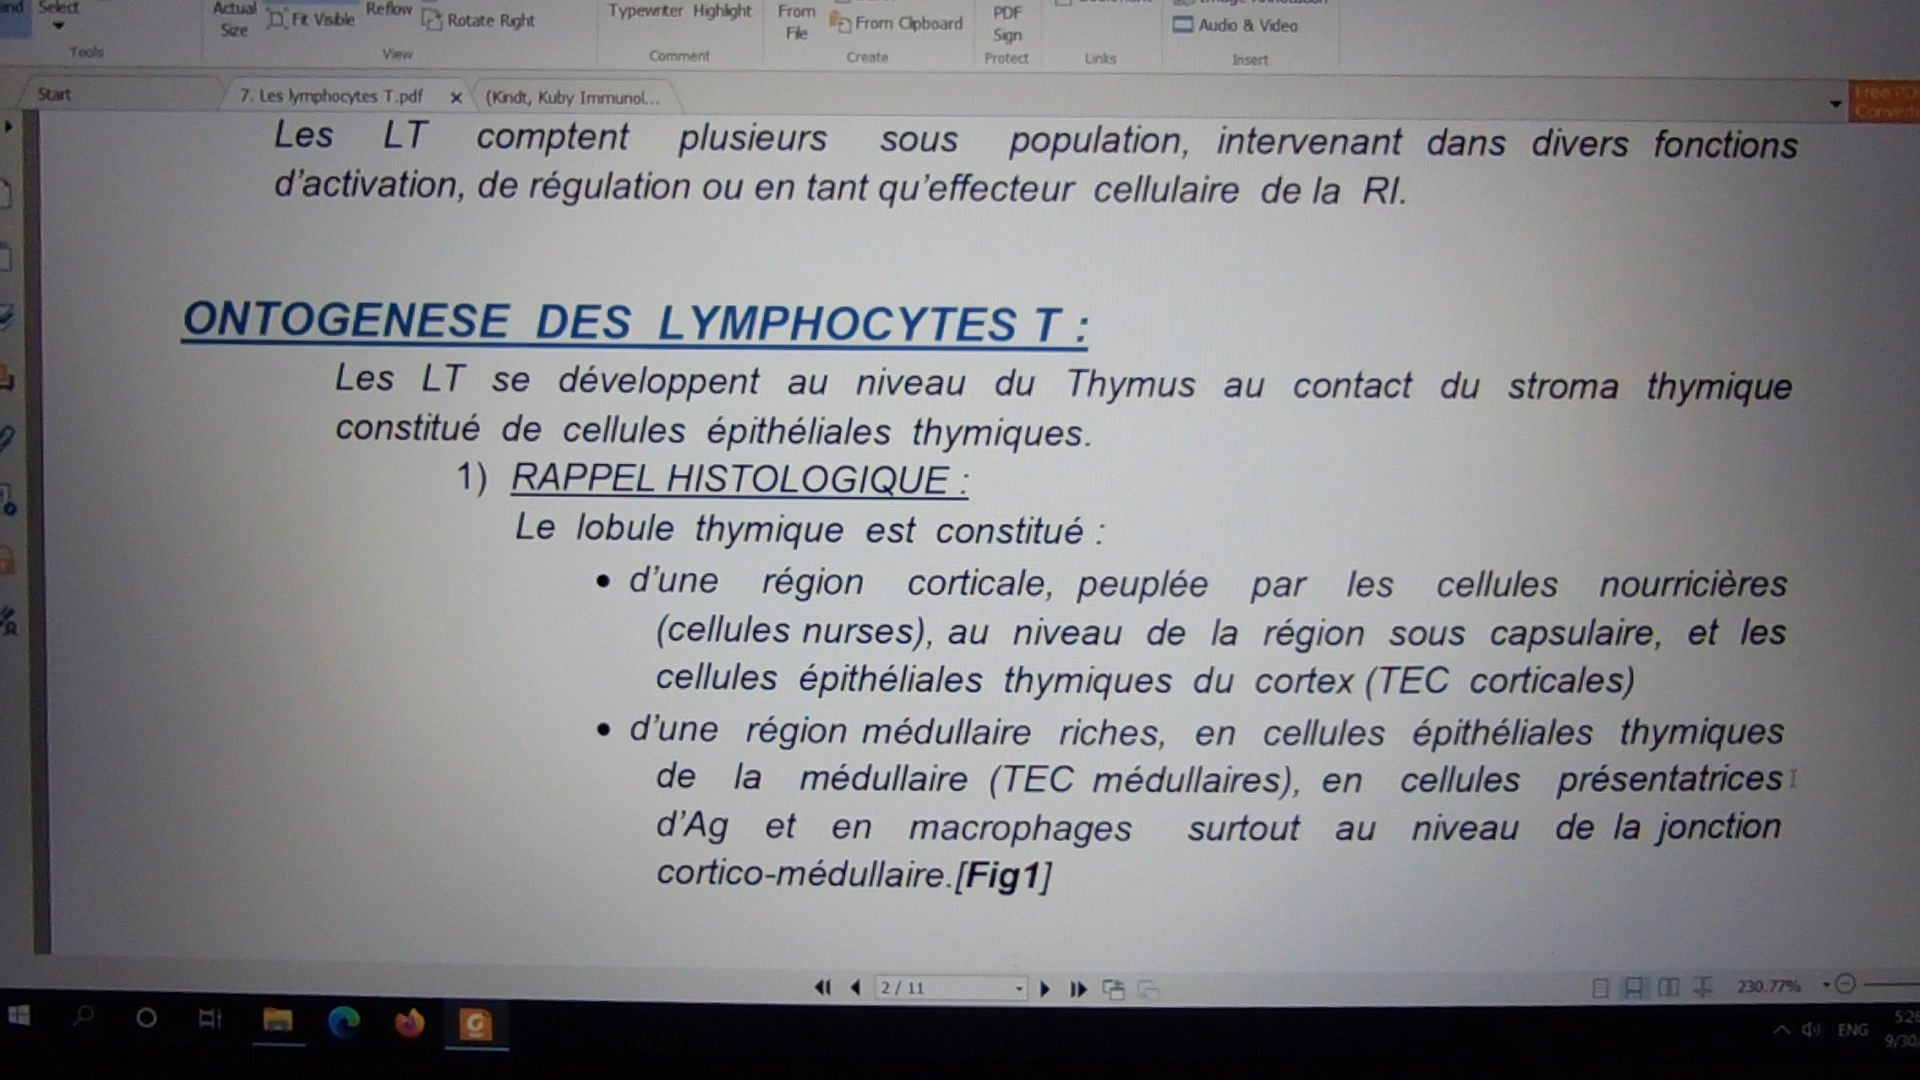 Select
Actual
Size
Fit Visible
Reflow
Rotate Right
Typewriter Highlight
From
File
From Clipboard
PDF
Sign
Audio & Video
Tools
View
Comment
Create
Protect
Links
Insert
Start
7. Les lymphocytes T.pdf
(Kindt, Kuby Immunol...
Les LT comptent plusieurs sous population, intervenant dans divers fonctions
d'activation, de régulation ou en tant qu'effecteur cellulaire de la RI.
ONTOGENESE DES LYMPHOCYTES T :
Les LT se développent au niveau du Thymus au contact du stroma thymique
constitué de cellules épithéliales thymiques.
1) RAPPEL HISTOLOGIQUE :
Le lobule thymique est constitué :
• d'une région corticale, peuplée par les cellules nourricières
(cellules nurses), au niveau de la région sous capsulaire, et les
cellules épithéliales thymiques du cortex (TEC corticales)
• d'une région médullaire riches, en cellules épithéliales thymiques
de la médullaire (TEC médullaires), en cellules présentatrices
d'Ag et en macrophages surtout au niveau de la jonction
cortico-médullaire.[Fig1]
2 / 11
230.77%
ENG